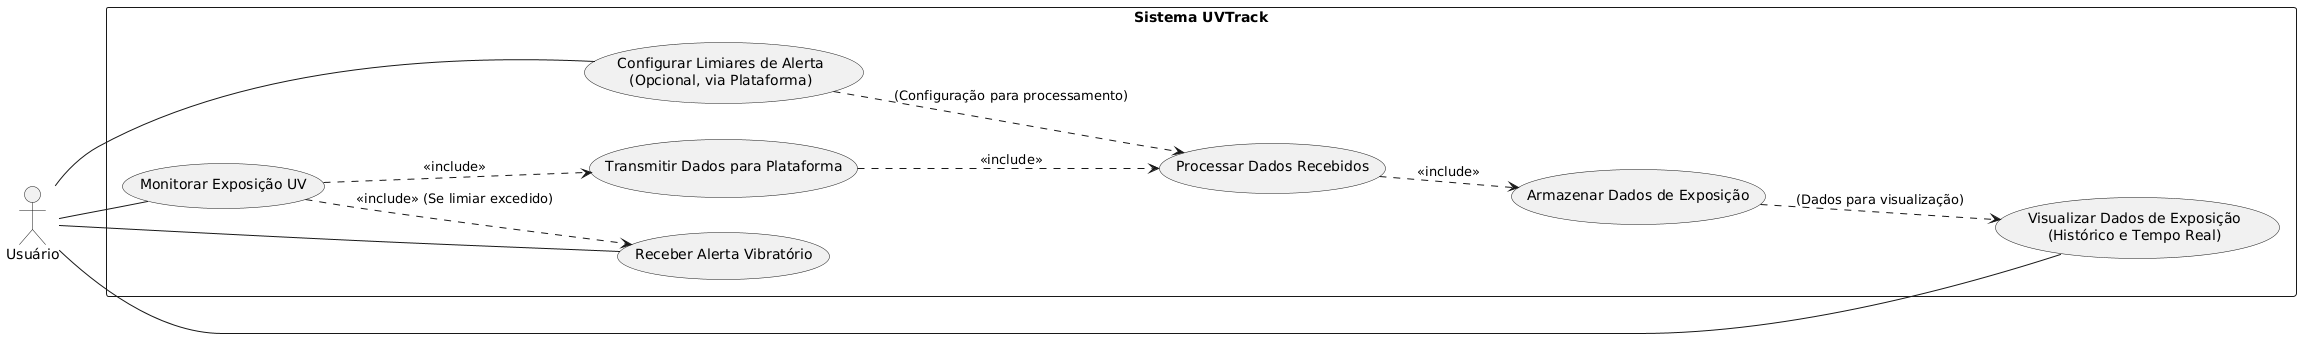 Sistema UVTrack
Configurar Limiares de Alerta
(Opcional, via Plataforma)
(Configuração para processamento)
«include»
Transmitir Dados para Plataforma
«include»
Processar Dados Recebidos
«include»
Monitorar Exposição UV
«include» (Se limiar excedido)
Armazenar Dados de Exposição
(Dados para visualização)
Visualizar Dados de Exposição
(Histórico e Tempo Real)
Usuário
Receber Alerta Vibratório